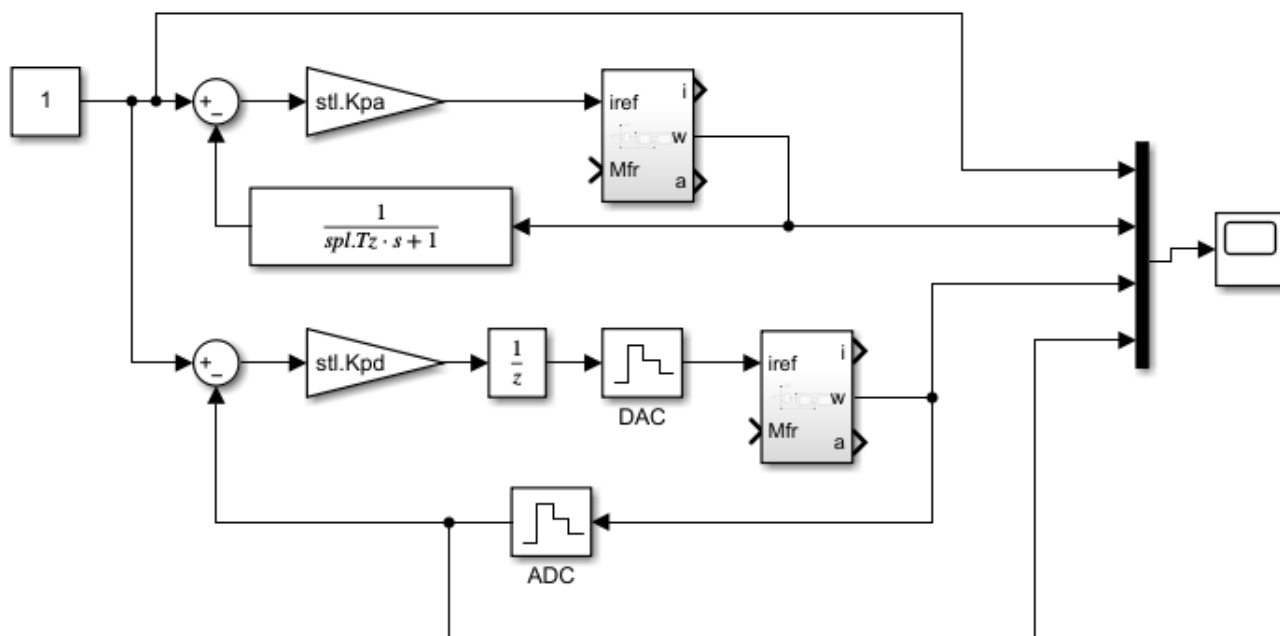 1
+
−
stl.Kpa
iref
Mfr
i
w
a
1
spl.Tz · s + 1
+
−
stl.Kpd
1
z
DAC
iref
Mfr
i
w
a
ADC